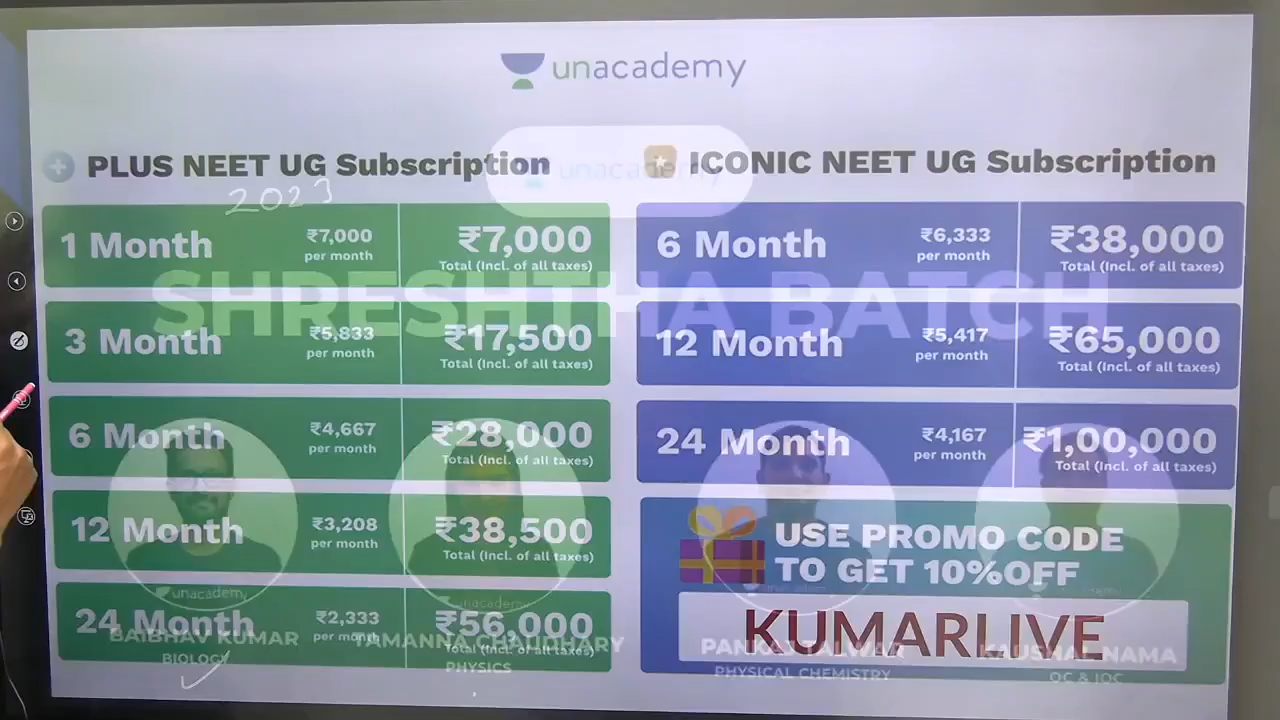 unacademy
unacademy
PLUS NEET UG Subscription
2023
1 Month ₹7,000 per month ₹7,000 Total (Incl. of all taxes)
3 Month ₹5,833 per month ₹17,500 Total (Incl. of all taxes)
6 Month ₹4,667 per month ₹28,000 Total (Incl. of all taxes)
12 Month ₹3,208 per month ₹38,500 Total (Incl. of all taxes)
24 Month ₹2,333 per month ₹56,000 Total (Incl. of all taxes)
ICONIC NEET UG Subscription
6 Month ₹6,333 per month ₹38,000 Total (Incl. of all taxes)
12 Month ₹5,417 per month ₹65,000 Total (Incl. of all taxes)
24 Month ₹4,167 per month ₹1,00,000 Total (Incl. of all taxes)
USE PROMO CODE
TO GET 10%OFF
KUMARLIVE
SHRESHTHA BATCH
unacademy
unacademy
BAIBHAV KUMAR
BIOLOGY
TAMANNA CHAUDHARY
PHYSICS
PANKAJ
PHYSICAL CHEMISTRY
KAUSHAL NAMA
OC & IOC